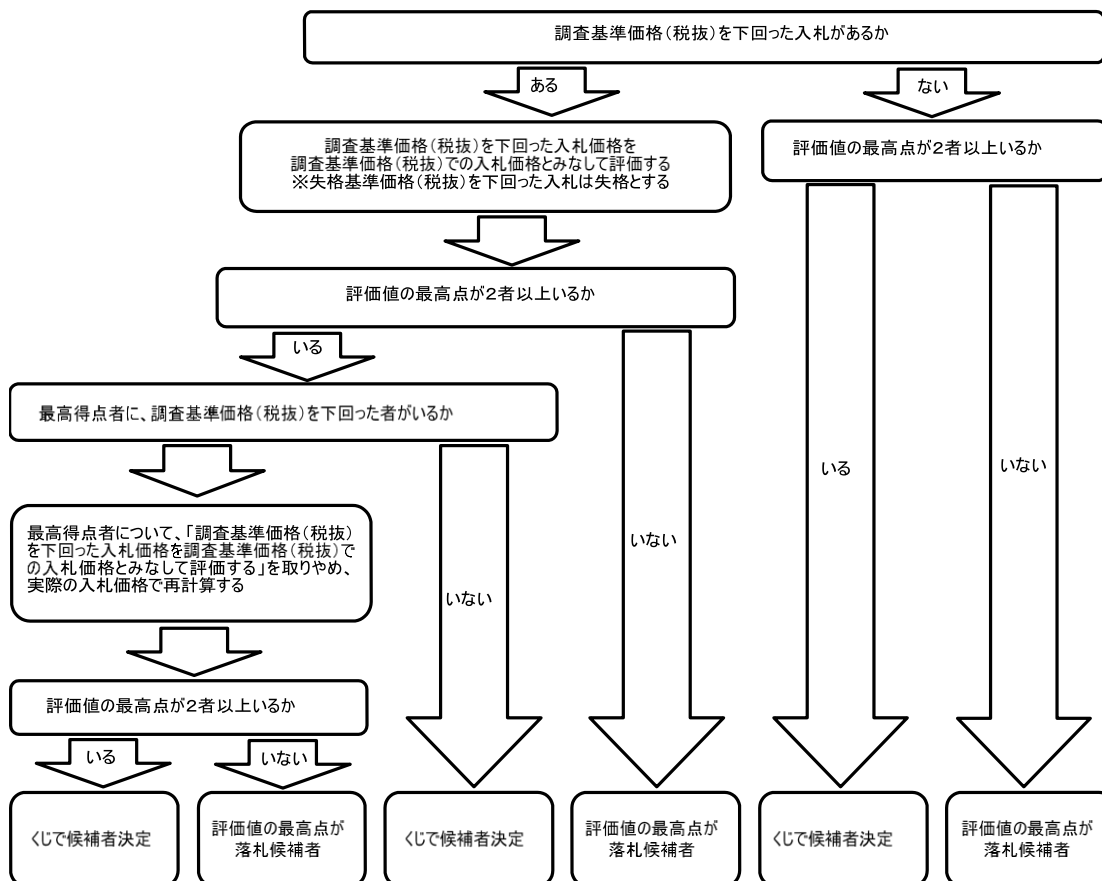 調査基準価格(税抜)を下回った入札があるか
ある
ない
調査基準価格(税抜)を下回った入札価格を
調査基準価格(税抜)での入札価格とみなして評価する
※失格基準価格(税抜)を下回った入札は失格とする
評価値の最高点が2者以上いるか
評価値の最高点が2者以上いるか
いる
いない
いる
いない
最高得点者に、調査基準価格(税抜)を下回った者がいるか
いない
最高得点者について、「調査基準価格(税抜)
を下回った入札価格を調査基準価格(税抜)で
の入札価格とみなして評価する」を取りやめ、
実際の入札価格で再計算する
評価値の最高点が2者以上いるか
いる
いない
くじで候補者決定
評価値の最高点が
落札候補者
くじで候補者決定
評価値の最高点が
落札候補者
くじで候補者決定
評価値の最高点が
落札候補者